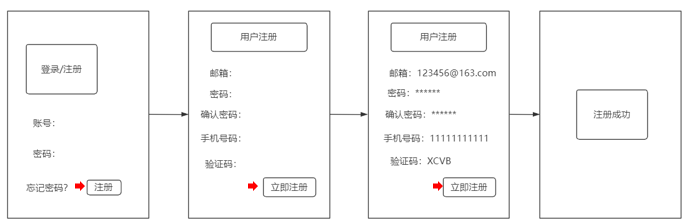 登录/注册
账号：
密码：
忘记密码？ 注册
用户注册
邮箱：
密码：
确认密码：
手机号码：
验证码：
立即注册
用户注册
邮箱：123456@163.com
密码：******
确认密码：******
手机号码：11111111111
验证码：XCVB
立即注册
注册成功